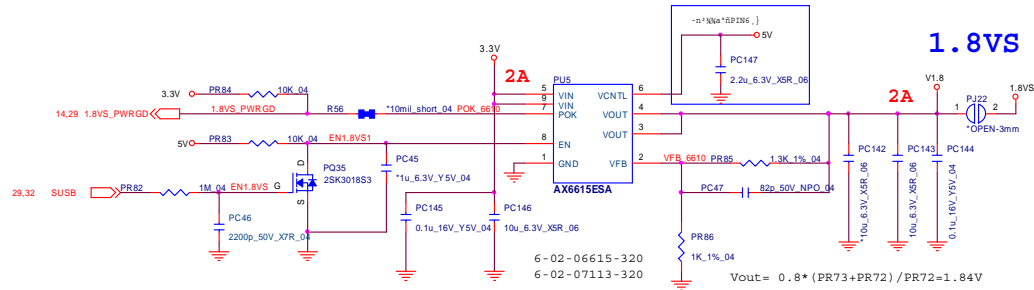 1.8VS
5V
PC147
2.2u_6.3V_X5R_06
3.3V
2A
PU5
AX6615ESA
5
9
7
8
1
VIN
VIN
POK
EN
GND
VCNTL
VOUT
VOUT
VFB
6
4
3
2
3.3V
PR84
10K_04
14,29 1.8VS_PWRGD
R56
*10mil_short_04
POK_6610
5V
PR83
10K_04
EN1.8VS1
29,32 SUSB
PR82
1M_04
EN1.8VS
G
D
S
PQ35
2SK3018S3
PC46
2200p_50V_X7R_04
PC45
*1u_6.3V_Y5V_04
PC145
0.1u_16V_Y5V_04
PC146
10u_6.3V_X5R_06
VFB_6610
PR85
1.3K_1%_04
PC47
82p_50V_NPO_04
PR86
1K_1%_04
2A
V1.8
1
2
PJ22
*OPEN-3mm
1.8VS
PC142
*10u_6.3V_X5R_06
PC143
10u_6.3V_X5R_06
PC144
0.1u_16V_Y5V_04
6-02-06615-320
6-02-07113-320
Vout= 0.8*(PR73+PR72)/PR72=1.84V